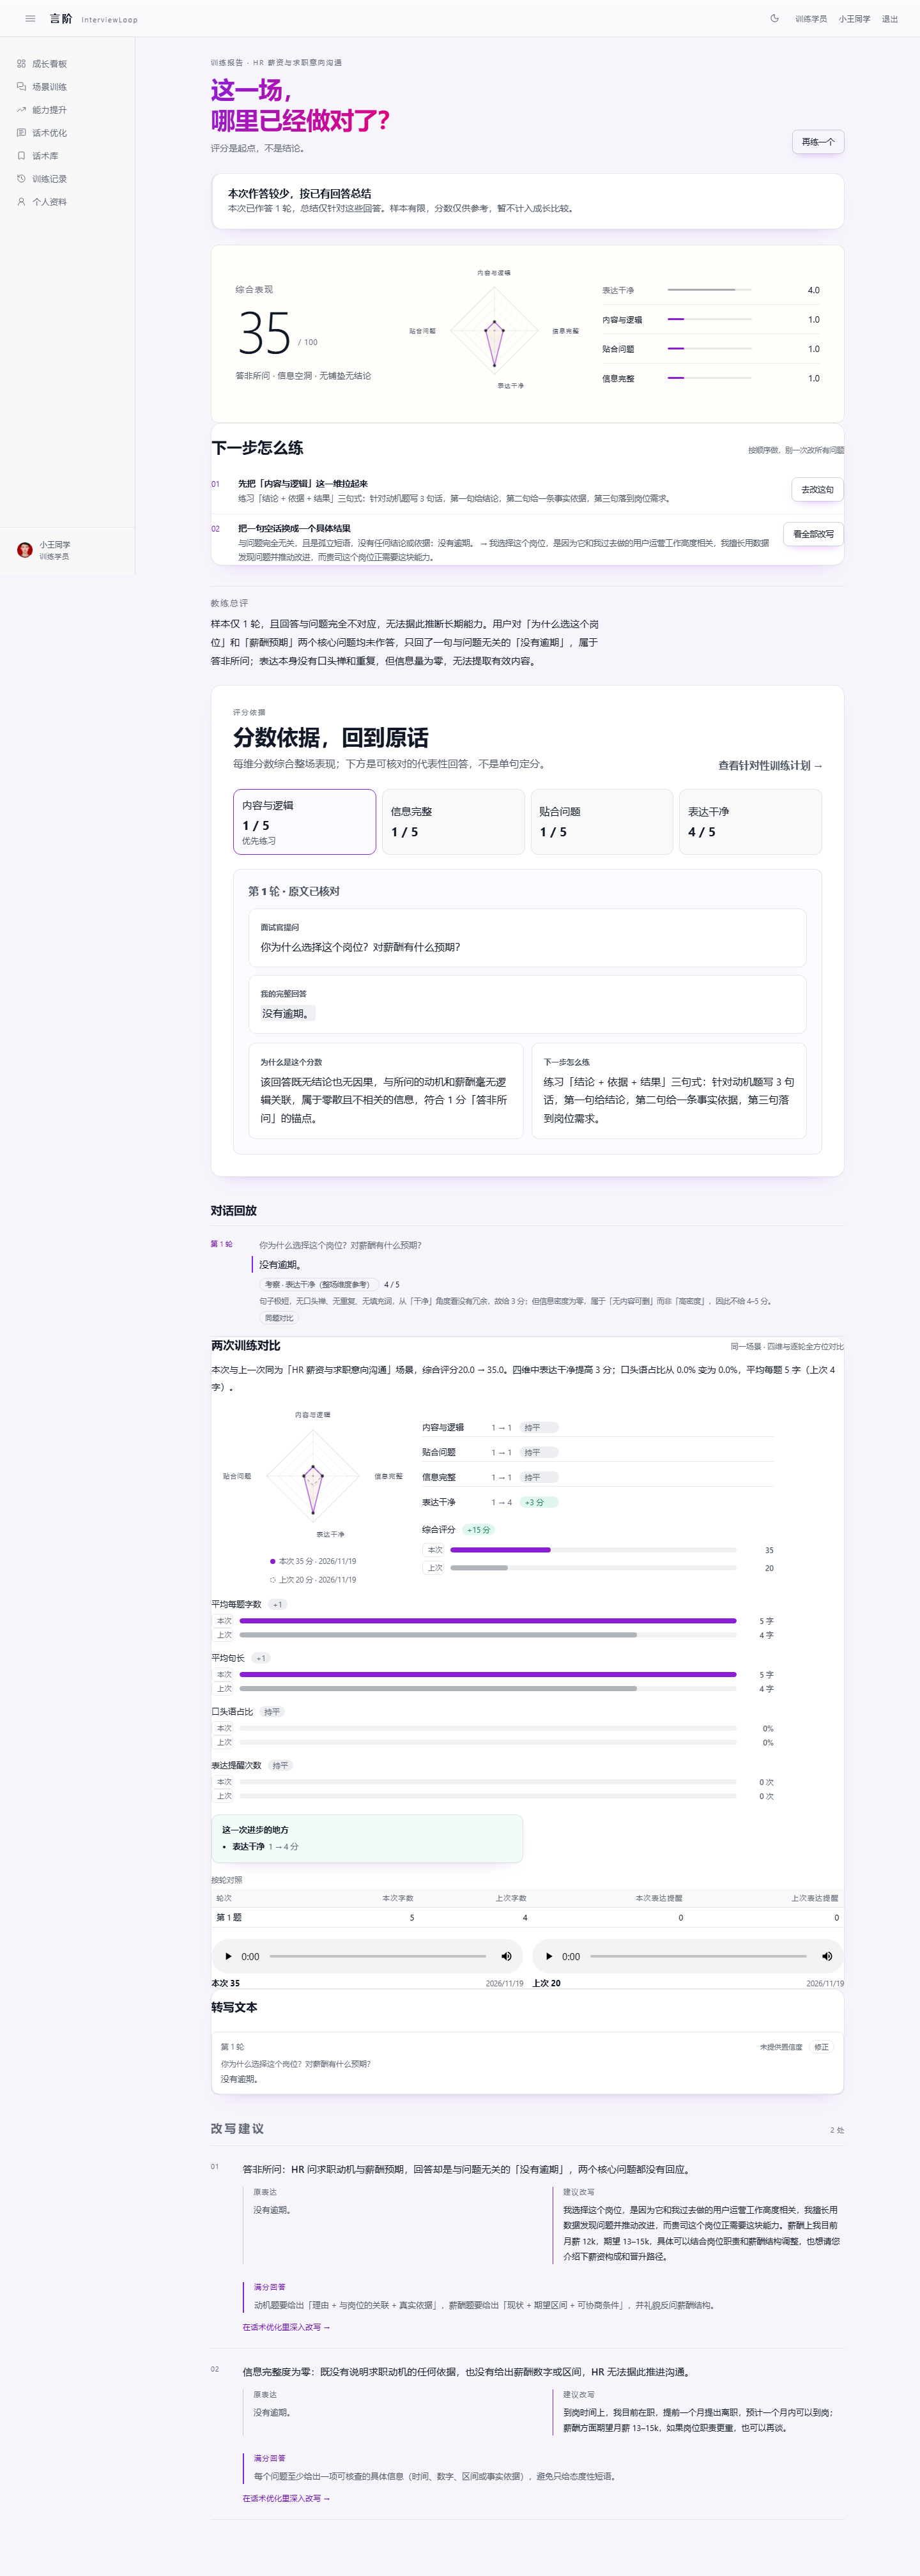 言阶 InterviewLoop
训练学员 小王同学 退出
成长看板
场景训练
能力提升
话术优化
话术库
训练记录
个人资料
小王同学
训练学员
训练报告 · HR 薪资与求职意向沟通
这一场，
哪里已经做对了？
评分是起点，不是结论。
再练一个
本次作答较少，按已有回答总结
本次已作答 1 轮，总结仅针对这些回答。样本有限，分数仅供参考，暂不计入成长比较。
综合表现
35 / 100
答非所问 · 信息空洞 · 无铺垫无结论
内容与逻辑
贴合问题
信息完整
表达干净
表达干净 4.0
内容与逻辑 1.0
贴合问题 1.0
信息完整 1.0
下一步怎么练
按顺序做，别一次改所有问题
01 先把「内容与逻辑」这一维拉起来
练习「结论 + 依据 + 结果」三句式：针对动机题写 3 句话，第一句给结论，第二句给一条事实依据，第三句落到岗位需求。
去改这句
02 把一句空话换成一个具体结果
与问题完全无关，且是孤立短语，没有任何结论或依据；没有逾期。 → 我选择这个岗位，是因为它和我过去做的用户运营工作高度相关，我擅长用数据
发现问题并推动改进，而贵司这个岗位正需要这块能力。
看全部改写
教练总评
样本仅 1 轮，且回答与问题完全不对应，无法据此推断长期能力。用户对「为什么选这个岗
位」和「薪酬预期」两个核心问题均未作答，只回了一句与问题无关的「没有逾期」，属于
答非所问；表达本身没有口头禅和重复，但信息量为零，无法提取有效内容。
评分依据
分数依据，回到原话
每维分数综合整场表现；下方是可核对的代表性回答，不是单句定分。
查看针对性训练计划 →
内容与逻辑
1 / 5
优先练习
信息完整
1 / 5
贴合问题
1 / 5
表达干净
4 / 5
第 1 轮 · 原文已核对
面试官提问
你为什么选择这个岗位？对薪酬有什么预期？
我的完整回答
没有逾期。
为什么是这个分数
该回答既无结论也无因果，与所问的动机和薪酬毫无逻
辑关联，属于零散且不相关的信息，符合 1 分「答非所
问」的锚点。
下一步怎么练
练习「结论 + 依据 + 结果」三句式：针对动机题写 3 句
话，第一句给结论，第二句给一条事实依据，第三句落
到岗位需求。
对话回放
第 1 轮
你为什么选择这个岗位？对薪酬有什么预期？
没有逾期。
考察 · 表达干净（整场维度参考） 4 / 5
句子极短，无口头禅、无重复、无填充词，从「干净」角度看没有冗余，故给 3 分；但信息密度为零，属于「无内容可删」而非「高密度」，因此不给 4–5 分。
同题对比
两次训练对比
同一场景 · 四维与逐轮全方位对比
本次与上一次同为「HR 薪资与求职意向沟通」场景，综合评分20.0 → 35.0。四维中表达干净提高 3 分；口头语占比从 0.0% 变为 0.0%，平均每题 5 字（上次 4
字）。
内容与逻辑
贴合问题
信息完整
表达干净
本次 35 分 · 2026/11/19
上次 20 分 · 2026/11/19
内容与逻辑 1 → 1 持平
贴合问题 1 → 1 持平
信息完整 1 → 1 持平
表达干净 1 → 4 +3 分
综合评分 +15 分
本次 35
上次 20
平均每题字数 +1
本次 5 字
上次 4 字
平均句长 +1
本次 5 字
上次 4 字
口头语占比 持平
本次 0%
上次 0%
表达提醒次数 持平
本次 0 次
上次 0 次
这一次进步的地方
• 表达干净 1 → 4 分
按轮对照
轮次 本次字数 上次字数 本次表达提醒 上次表达提醒
第 1 题 5 4 0 0
0:00
0:00
本次 35 2026/11/19
上次 20 2026/11/19
转写文本
第 1 轮
未提供置信度 修正
你为什么选择这个岗位？对薪酬有什么预期？
没有逾期。
改写建议
2 处
01 答非所问：HR 问求职动机与薪酬预期，回答却是与问题无关的「没有逾期」，两个核心问题都没有回应。
原表达
没有逾期。
建议改写
我选择这个岗位，是因为它和我过去做的用户运营工作高度相关，我擅长用
数据发现问题并推动改进，而贵司这个岗位正需要这块能力。薪酬上我目前
月薪 12k，期望 13–15k，具体可以结合岗位职责和薪酬结构调整，也想请您
介绍下薪资构成和晋升路径。
满分回答
动机题要给出「理由 + 与岗位的关联 + 真实依据」，薪酬题要给出「现状 + 期望区间 + 可协商条件」，并礼貌反问薪酬结构。
在话术优化里深入改写 →
02 信息完整度为零：既没有说明求职动机的任何依据，也没有给出薪酬数字或区间，HR 无法据此推进沟通。
原表达
没有逾期。
建议改写
到岗时间上，我目前在职，提前一个月提出离职，预计一个月内可以到岗；
薪酬方面期望月薪 13–15k，如果岗位职责更重，也可以再谈。
满分回答
每个问题至少给出一项可核查的具体信息（时间、数字、区间或事实依据），避免只给态度性短语。
在话术优化里深入改写 →